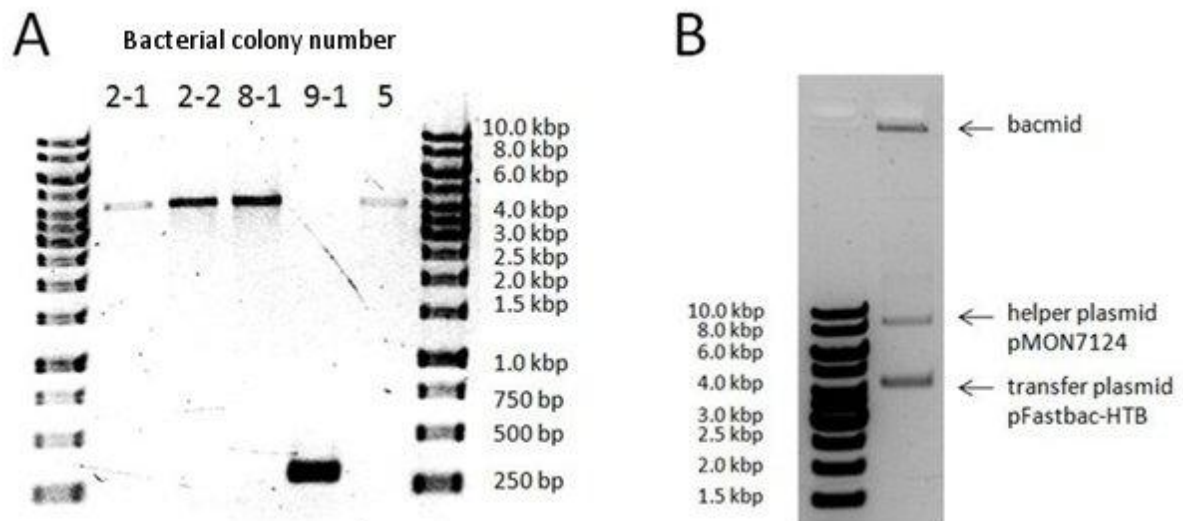 A
Bacterial colony number
2-1 2-2 8-1 9-1 5
10.0 kbp
8.0 kbp
6.0 kbp
4.0 kbp
3.0 kbp
2.5 kbp
2.0 kbp
1.5 kbp
1.0 kbp
750 bp
500 bp
250 bp
B
bacmid
10.0 kbp
8.0 kbp
6.0 kbp
4.0 kbp
3.0 kbp
2.5 kbp
2.0 kbp
1.5 kbp
helper plasmid
pMON7124
transfer plasmid
pFastbac-HTB